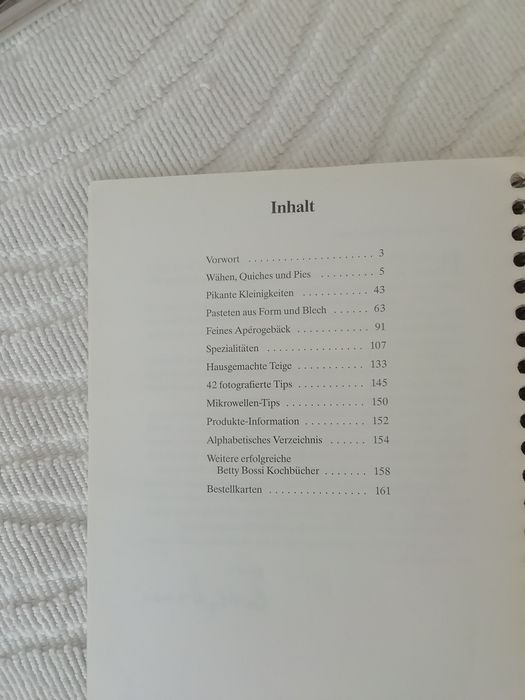 Inhalt
Vorwort . . . . . . . . . . . . . . . . . . . . . 3
Wähen, Quiches und Pies . . . . . . . . . 5
Pikante Kleinigkeiten . . . . . . . . . . . 43
Pasteten aus Form und Blech . . . . . . 63
Feines Apérogebäck . . . . . . . . . . . . 91
Spezialitäten . . . . . . . . . . . . . . . . 107
Hausgemachte Teige . . . . . . . . . . . 133
42 fotografierte Tips . . . . . . . . . . . 145
Mikrowellen-Tips . . . . . . . . . . . . . 150
Produkte-Information . . . . . . . . . . 152
Alphabetisches Verzeichnis . . . . . . 154
Weitere erfolgreiche
Betty Bossi Kochbücher . . . . . . . 158
Bestellkarten . . . . . . . . . . . . . . . . 161